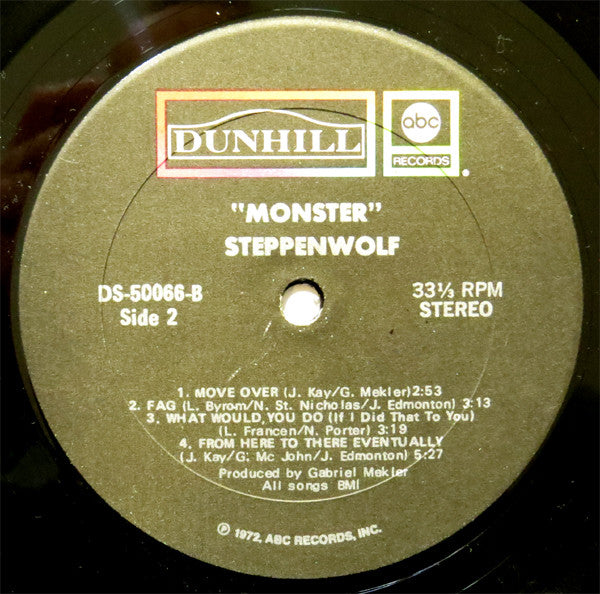 DUNHILL
abc
RECORDS
"MONSTER"
STEPPENWOLF
DS-50066-B
Side 2
33⅓ RPM
STEREO
1. MOVE OVER (J. Kay/G. Mekler) 2:53
2. FAG (L. Byrom/N. St. Nicholas/J. Edmonton) 3:13
3. WHAT WOULD YOU DO (If I Did That To You)
(L. Francen/N. Porter) 3:19
4. FROM HERE TO THERE EVENTUALLY
(J. Kay/G. Mc John/J. Edmonton) 5:27
Produced by Gabriel Mekler
All songs BMI
℗ 1972, ABC RECORDS, INC.